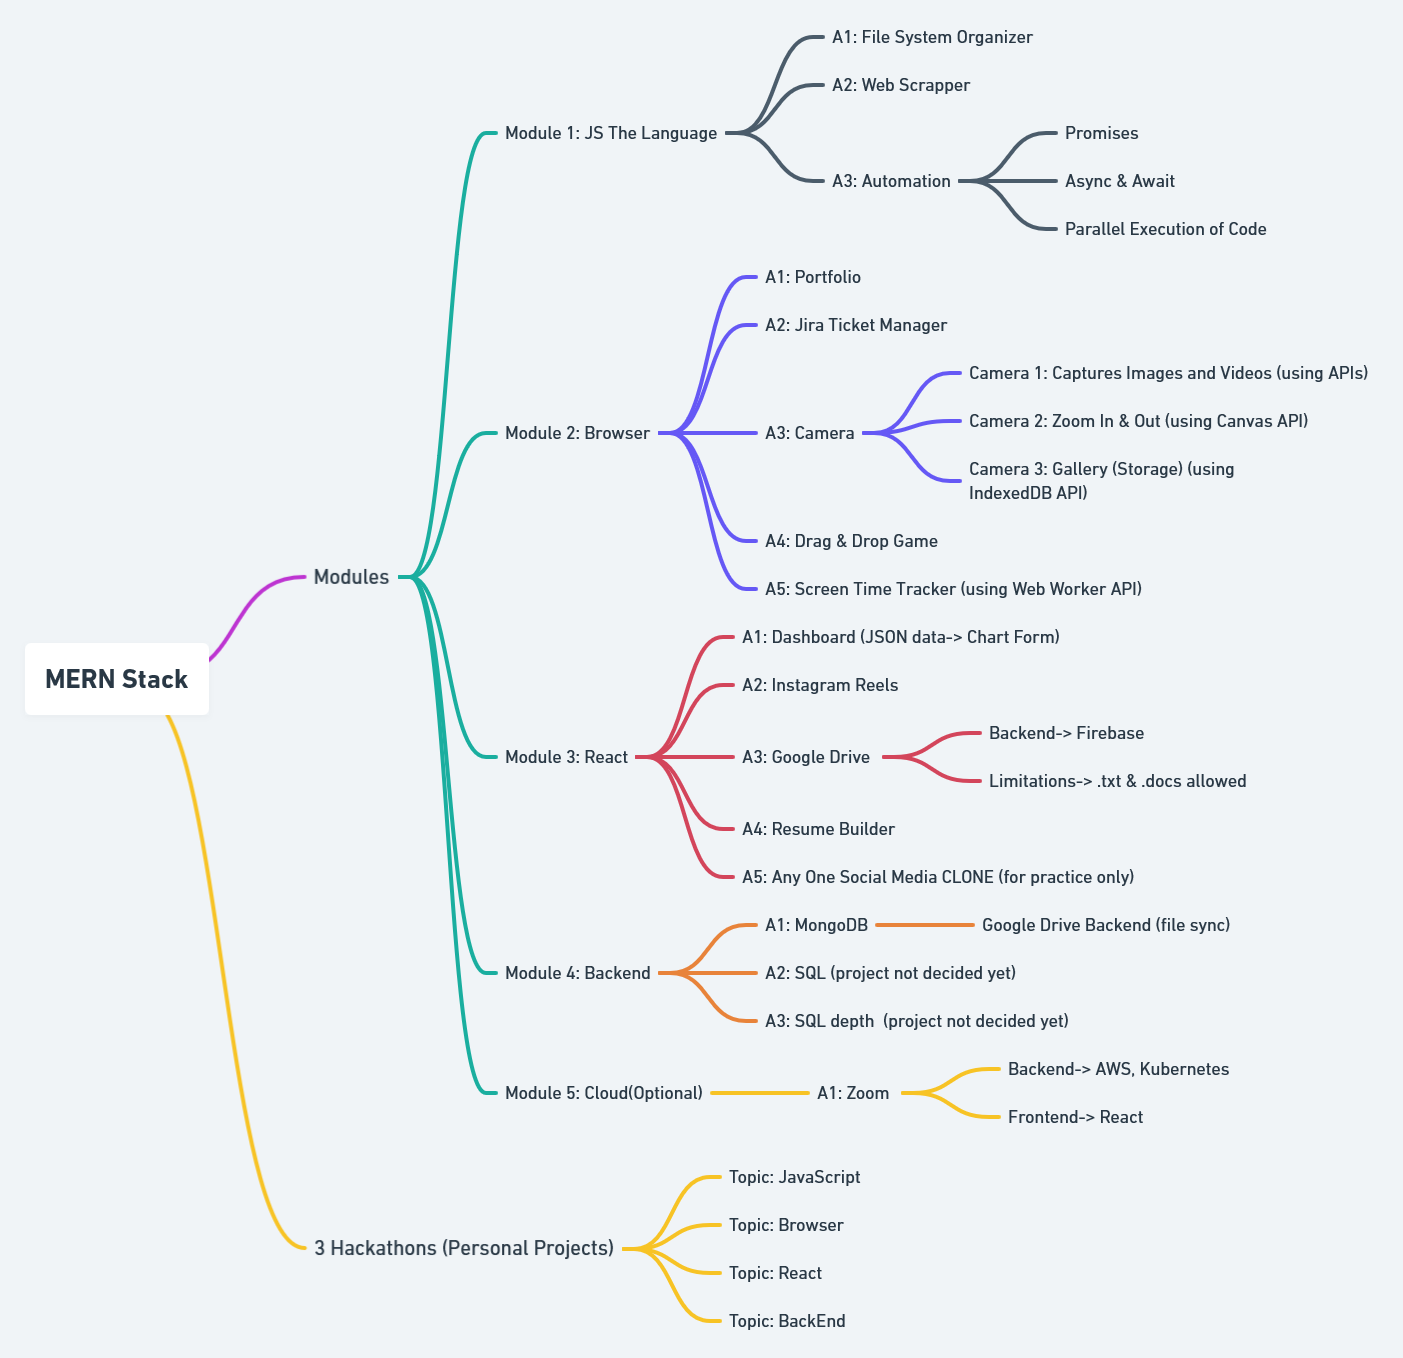 MERN Stack
Modules
Module 1: JS The Language
A1: File System Organizer
A2: Web Scrapper
A3: Automation
Promises
Async & Await
Parallel Execution of Code
Module 2: Browser
A1: Portfolio
A2: Jira Ticket Manager
A3: Camera
Camera 1: Captures Images and Videos (using APIs)
Camera 2: Zoom In & Out (using Canvas API)
Camera 3: Gallery (Storage) (using
IndexedDB API)
A4: Drag & Drop Game
A5: Screen Time Tracker (using Web Worker API)
Module 3: React
A1: Dashboard (JSON data-> Chart Form)
A2: Instagram Reels
A3: Google Drive
Backend-> Firebase
Limitations-> .txt & .docs allowed
A4: Resume Builder
A5: Any One Social Media CLONE (for practice only)
Module 4: Backend
A1: MongoDB
Google Drive Backend (file sync)
A2: SQL (project not decided yet)
A3: SQL depth  (project not decided yet)
Module 5: Cloud(Optional)
A1: Zoom
Backend-> AWS, Kubernetes
Frontend-> React
3 Hackathons (Personal Projects)
Topic: JavaScript
Topic: Browser
Topic: React
Topic: BackEnd